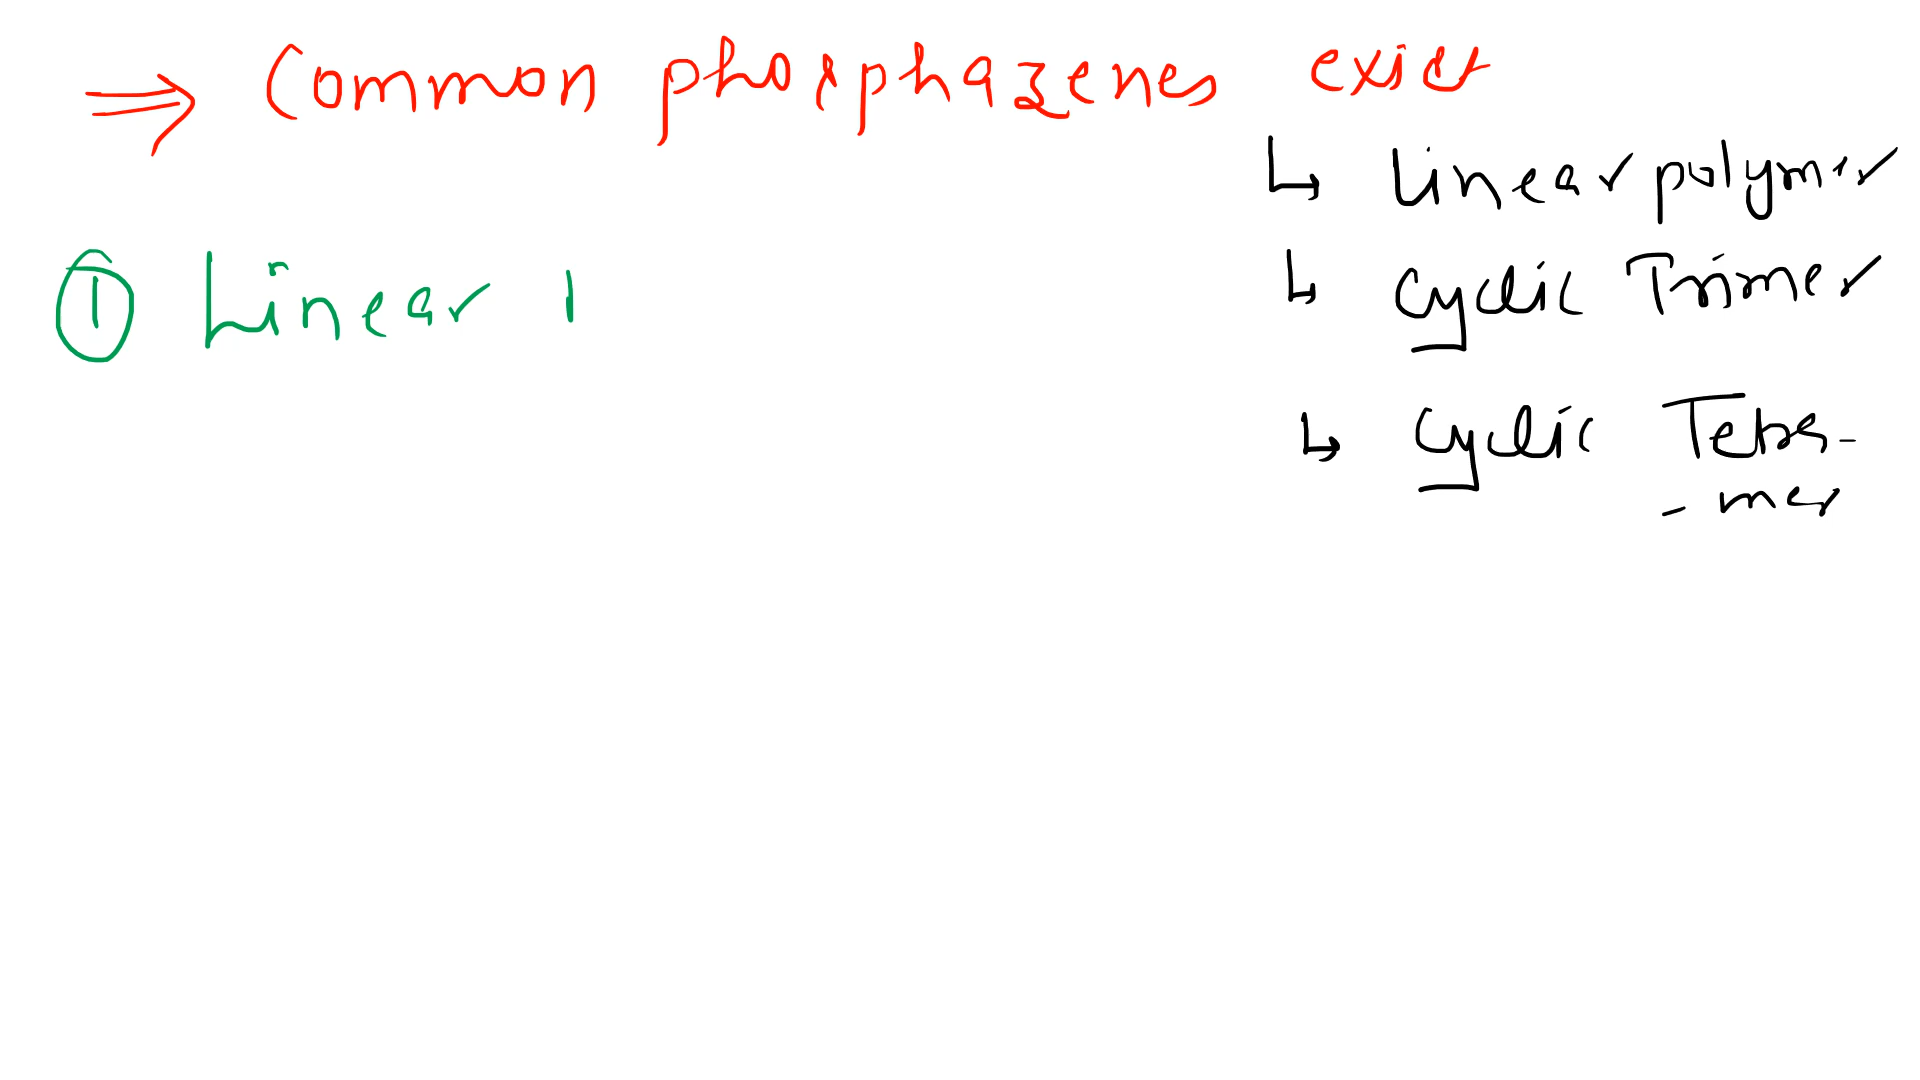 ⇒ Common phosphazenes exist
↳ Linear polymer
↳ Cyclic Trimer
① Linear
↳ Cyclic Tetra-
- mer